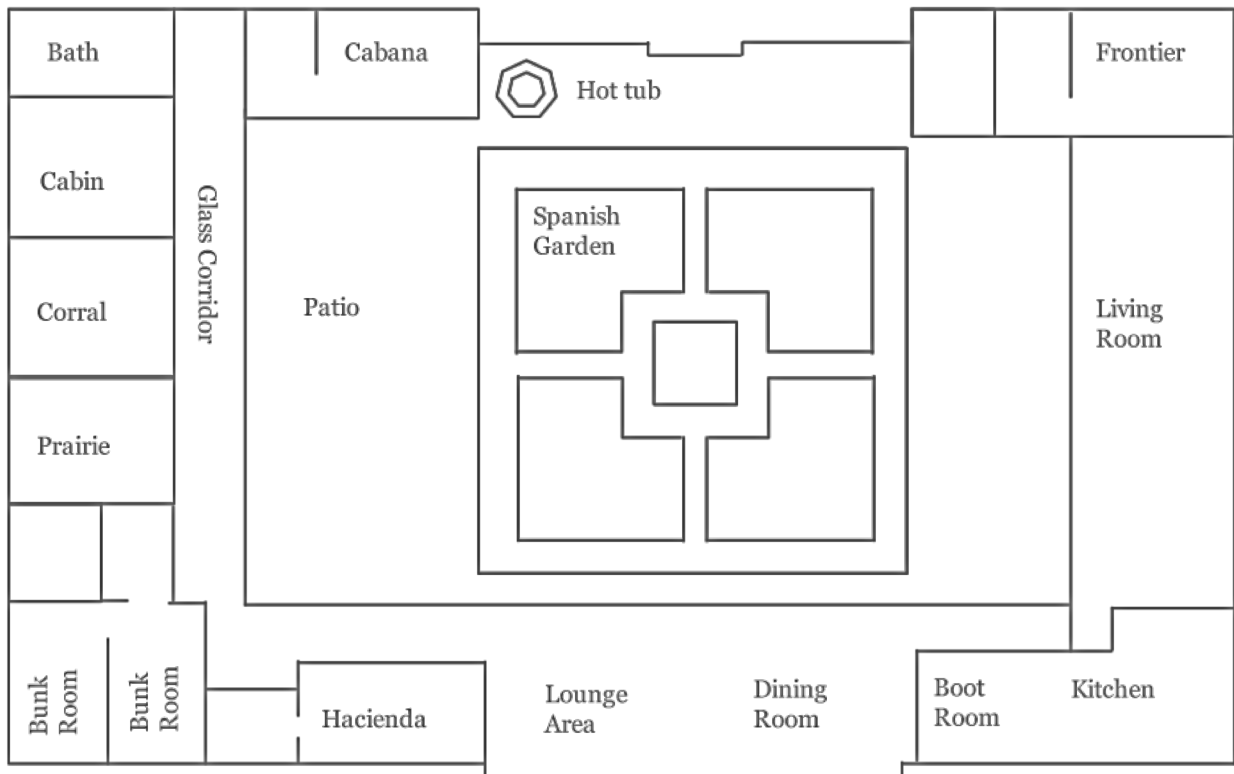 Bath
Cabana
Frontier
Hot tub
Cabin
Glass Corridor
Spanish
Garden
Corral
Patio
Living
Room
Prairie
Bunk
Room
Bunk
Room
Hacienda
Lounge
Area
Dining
Room
Boot
Room
Kitchen